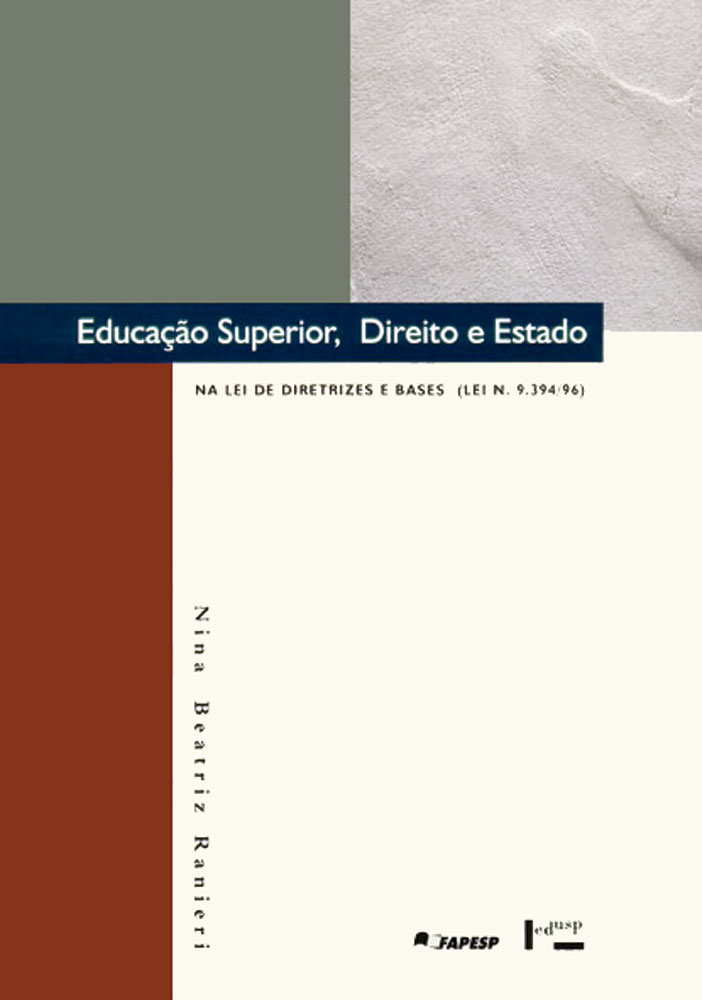 Educação Superior, Direito e Estado
NA LEI DE DIRETRIZES E BASES (LEI N. 9.394/96)
Nina Beatriz Ranieri
FAPESP
edusp